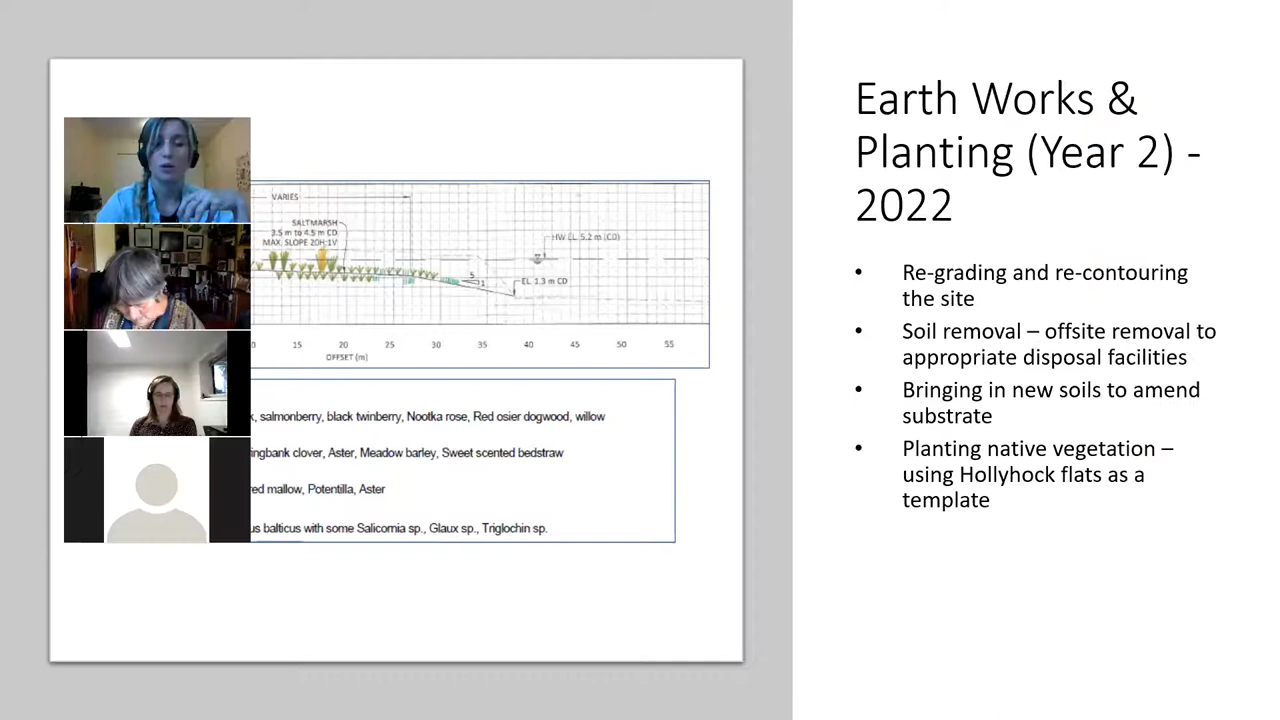 VARIES
SALTMARSH
3.5 m to 4.5 m CD
MAX. SLOPE 20H:1V
HW EL. 5.2 m (CD)
5
1
EL. 1.3 m CD
15 20 25 30 35 40 45 50 55
OFFSET (m)
salmonberry, black twinberry, Nootka rose, Red osier dogwood, willow
clover, Aster, Meadow barley, Sweet scented bedstraw
mallow, Potentilla, Aster
balticus with some Salicornia sp., Glaux sp., Triglochin sp.
Earth Works &
Planting (Year 2) -
2022
• Re-grading and re-contouring
the site
• Soil removal – offsite removal to
appropriate disposal facilities
• Bringing in new soils to amend
substrate
• Planting native vegetation –
using Hollyhock flats as a
template